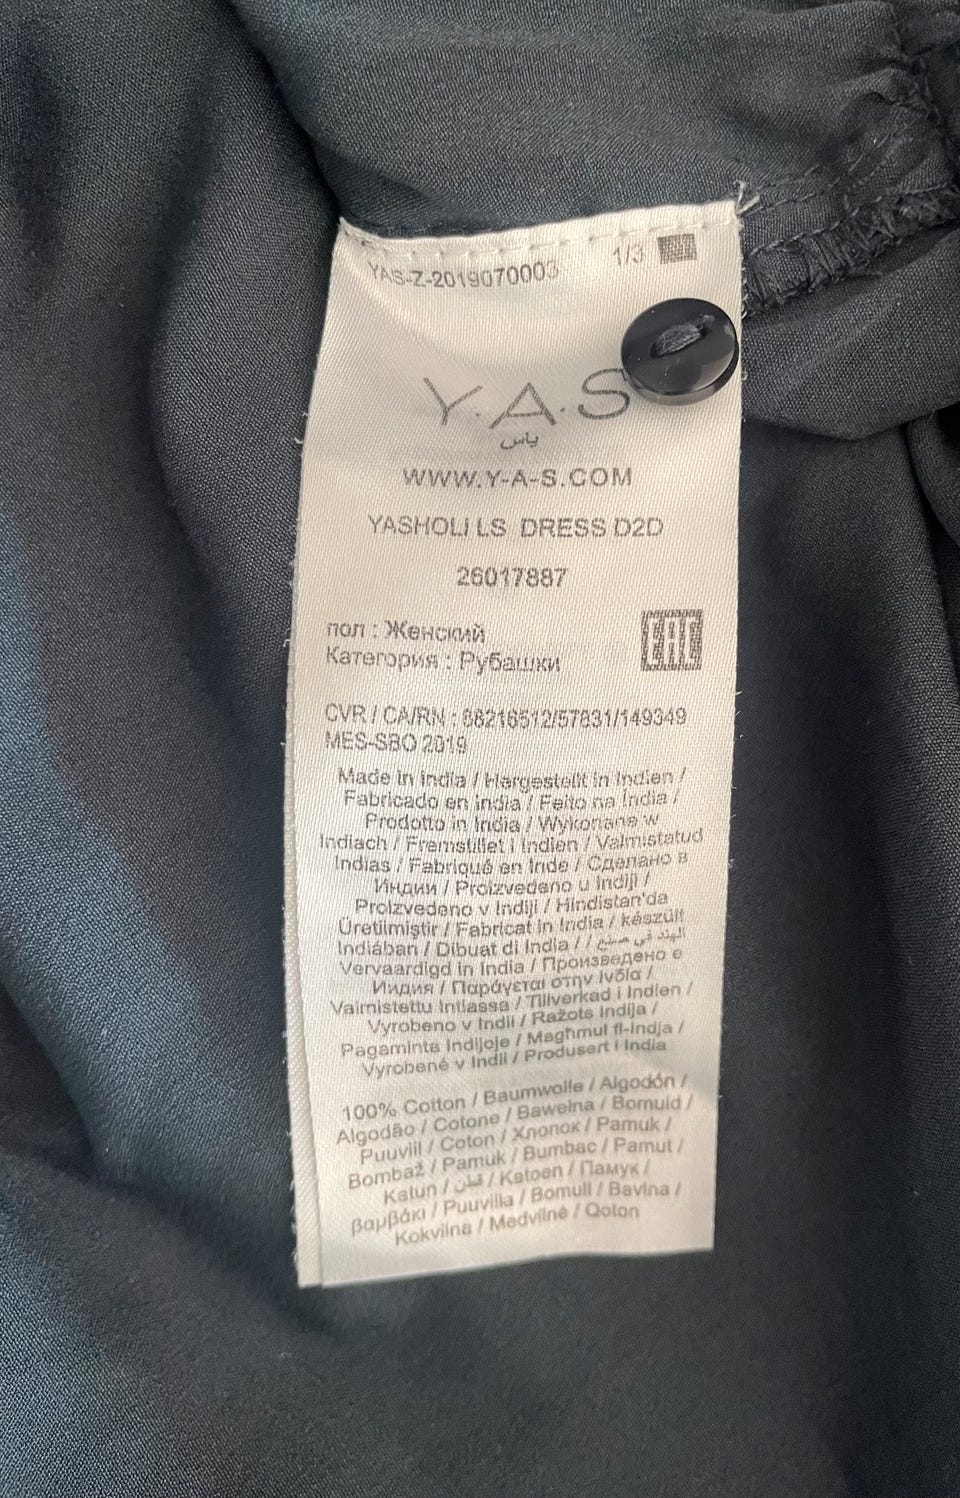 YAS-Z-2019070003 1/3
Y.A.S
ياس
WWW.Y-A-S.COM
YASHOLI LS DRESS D2D
26017887
пол : Женский
Категория : Рубашки
EAC
CVR / CA/RN : 88216512/57831/149349
MES-SBO 2019
Made in India / Hergestellt in Indien /
Fabricado en India / Feito na Índia /
Prodotto in India / Wykonane w
Indiach / Fremstillet i Indien / Valmistatud
Indias / Fabriqué en Inde / Сделано в
Индии / Proizvedeno u Indiji /
Proizvedeno v Indiji / Hindistan'da
Üretilmiştir / Fabricat in India / készült
Indiában / Dibuat di India / / الهند في صنع
Vervaardigd in India / Произведено в
Индия / Παράγεται στην Ινδία /
Valmistettu Intiassa / Tillverkad i Indien /
Vyrobeno v Indii / Ražots Indija /
Pagaminta Indijoje / Magħmul fl-Indja /
Vyrobené v Indii / Produsert i India
100% Cotton / Baumwolle / Algodón /
Algodão / Cotone / Bawełna / Bomuld /
Puuvill / Coton / Хлопок / Pamuk /
Bombaž / Pamuk / Bumbac / Pamut /
Katun / قطن / Katoen / Памук /
βαμβάκι / Puuvilla / Bomull / Bavlna /
Kokvilna / Medvilnė / Qoton